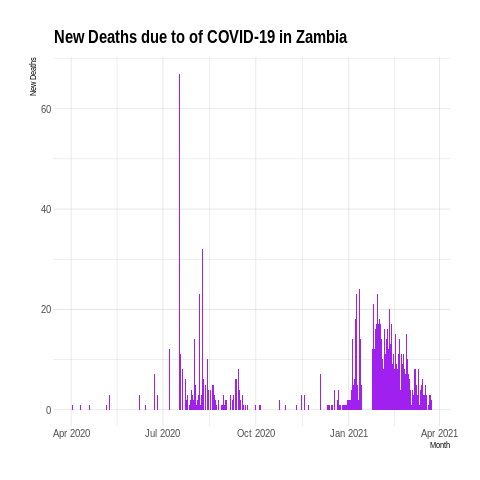 New Deaths due to of COVID-19 in Zambia
New Deaths
60
40
20
0
Apr 2020
Jul 2020
Oct 2020
Jan 2021
Apr 2021
Month